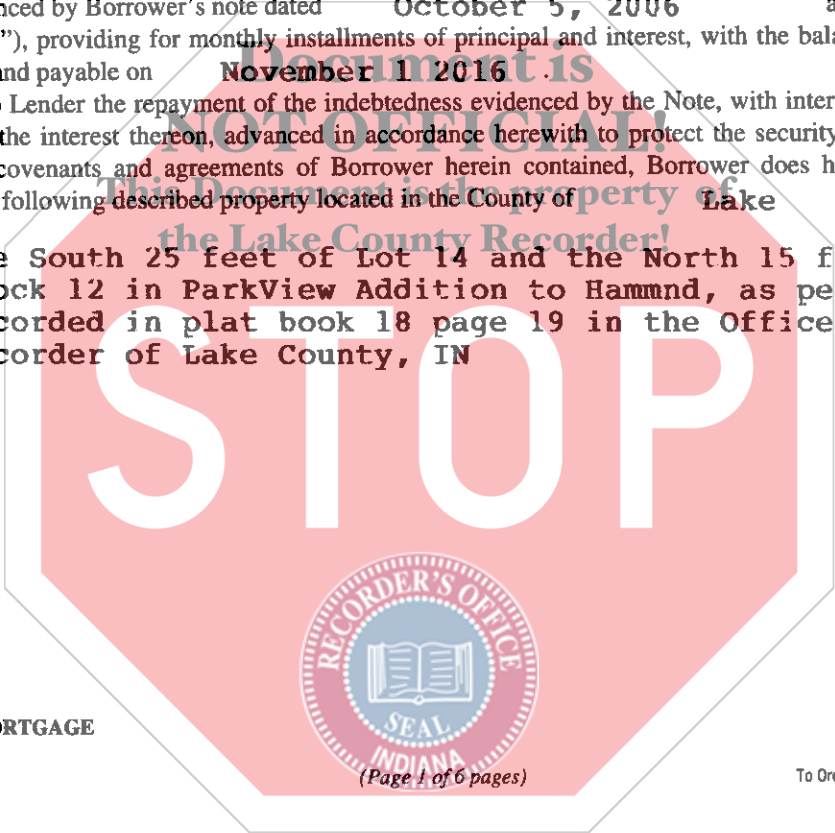 nced by Borrower's note dated October 5, 2006
"), providing for monthly installments of principal and interest, with the bala
nd payable on November 1 2016 .
Lender the repayment of the indebtedness evidenced by the Note, with inter
the interest thereon, advanced in accordance herewith to protect the security
covenants and agreements of Borrower herein contained, Borrower does h
following described property located in the County of Lake
Document is
NOT OFFICIAL!
This Document is the property of
the Lake County Recorder!
e South 25 feet of Lot 14 and the North 15 f
ock 12 in ParkView Addition to Hammnd, as pe
corded in plat book 18 page 19 in the Office
corder of Lake County, IN
STOP
RECORDER'S OFFICE
SEAL
INDIANA
ORTGAGE
(Page 1 of 6 pages)
To Ord